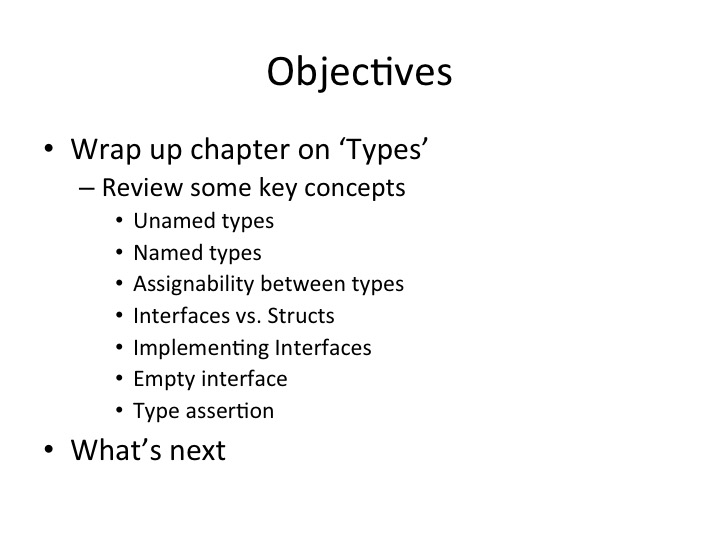 Objectives
• Wrap up chapter on ‘Types’
– Review some key concepts
• Unamed types
• Named types
• Assignability between types
• Interfaces vs. Structs
• Implementing Interfaces
• Empty interface
• Type assertion
• What’s next